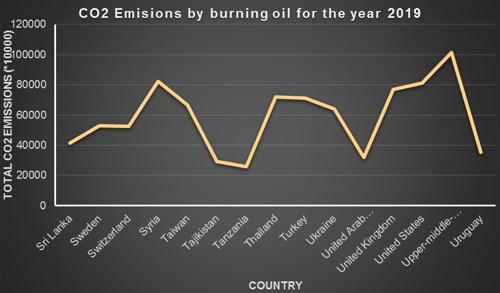 CO2 Emisions by burning oil for the year 2019
TOTAL CO2 EMISSIONS (*10000)
120000
100000
80000
60000
40000
20000
0
Sri Lanka
Sweden
Switzerland
Syria
Taiwan
Tajikistan
Tanzania
Thailand
Turkey
Ukraine
United Arab...
United Kingdom
United States
Upper-middle-...
Uruguay
COUNTRY